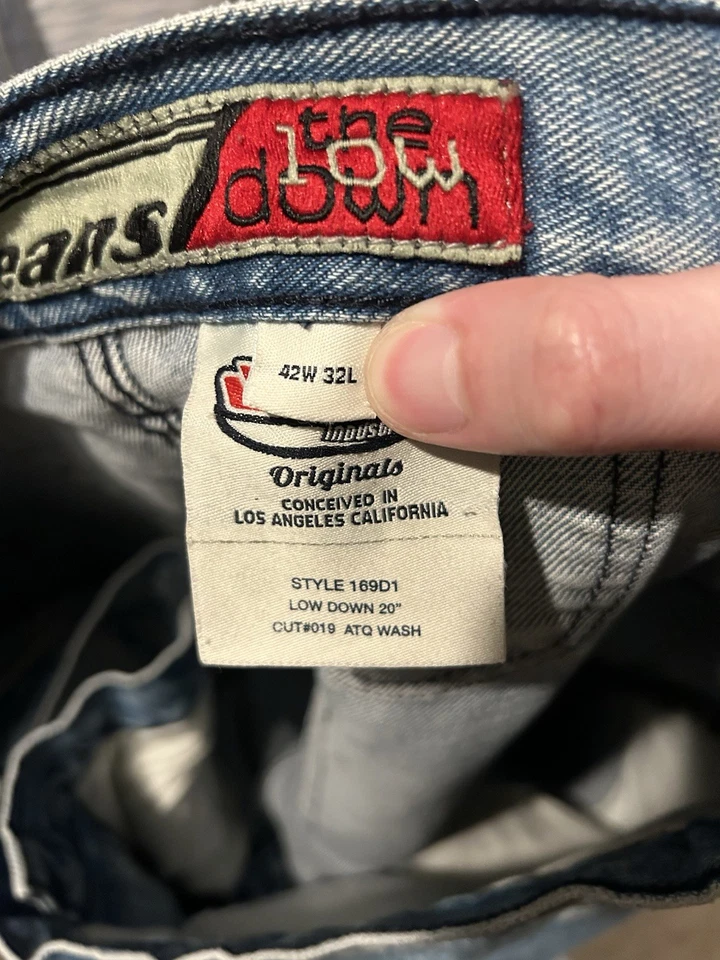 the
low
down
eans
42W 32L
Originals
CONCEIVED IN
LOS ANGELES CALIFORNIA
STYLE 169D1
LOW DOWN 20"
CUT#019 ATQ WASH